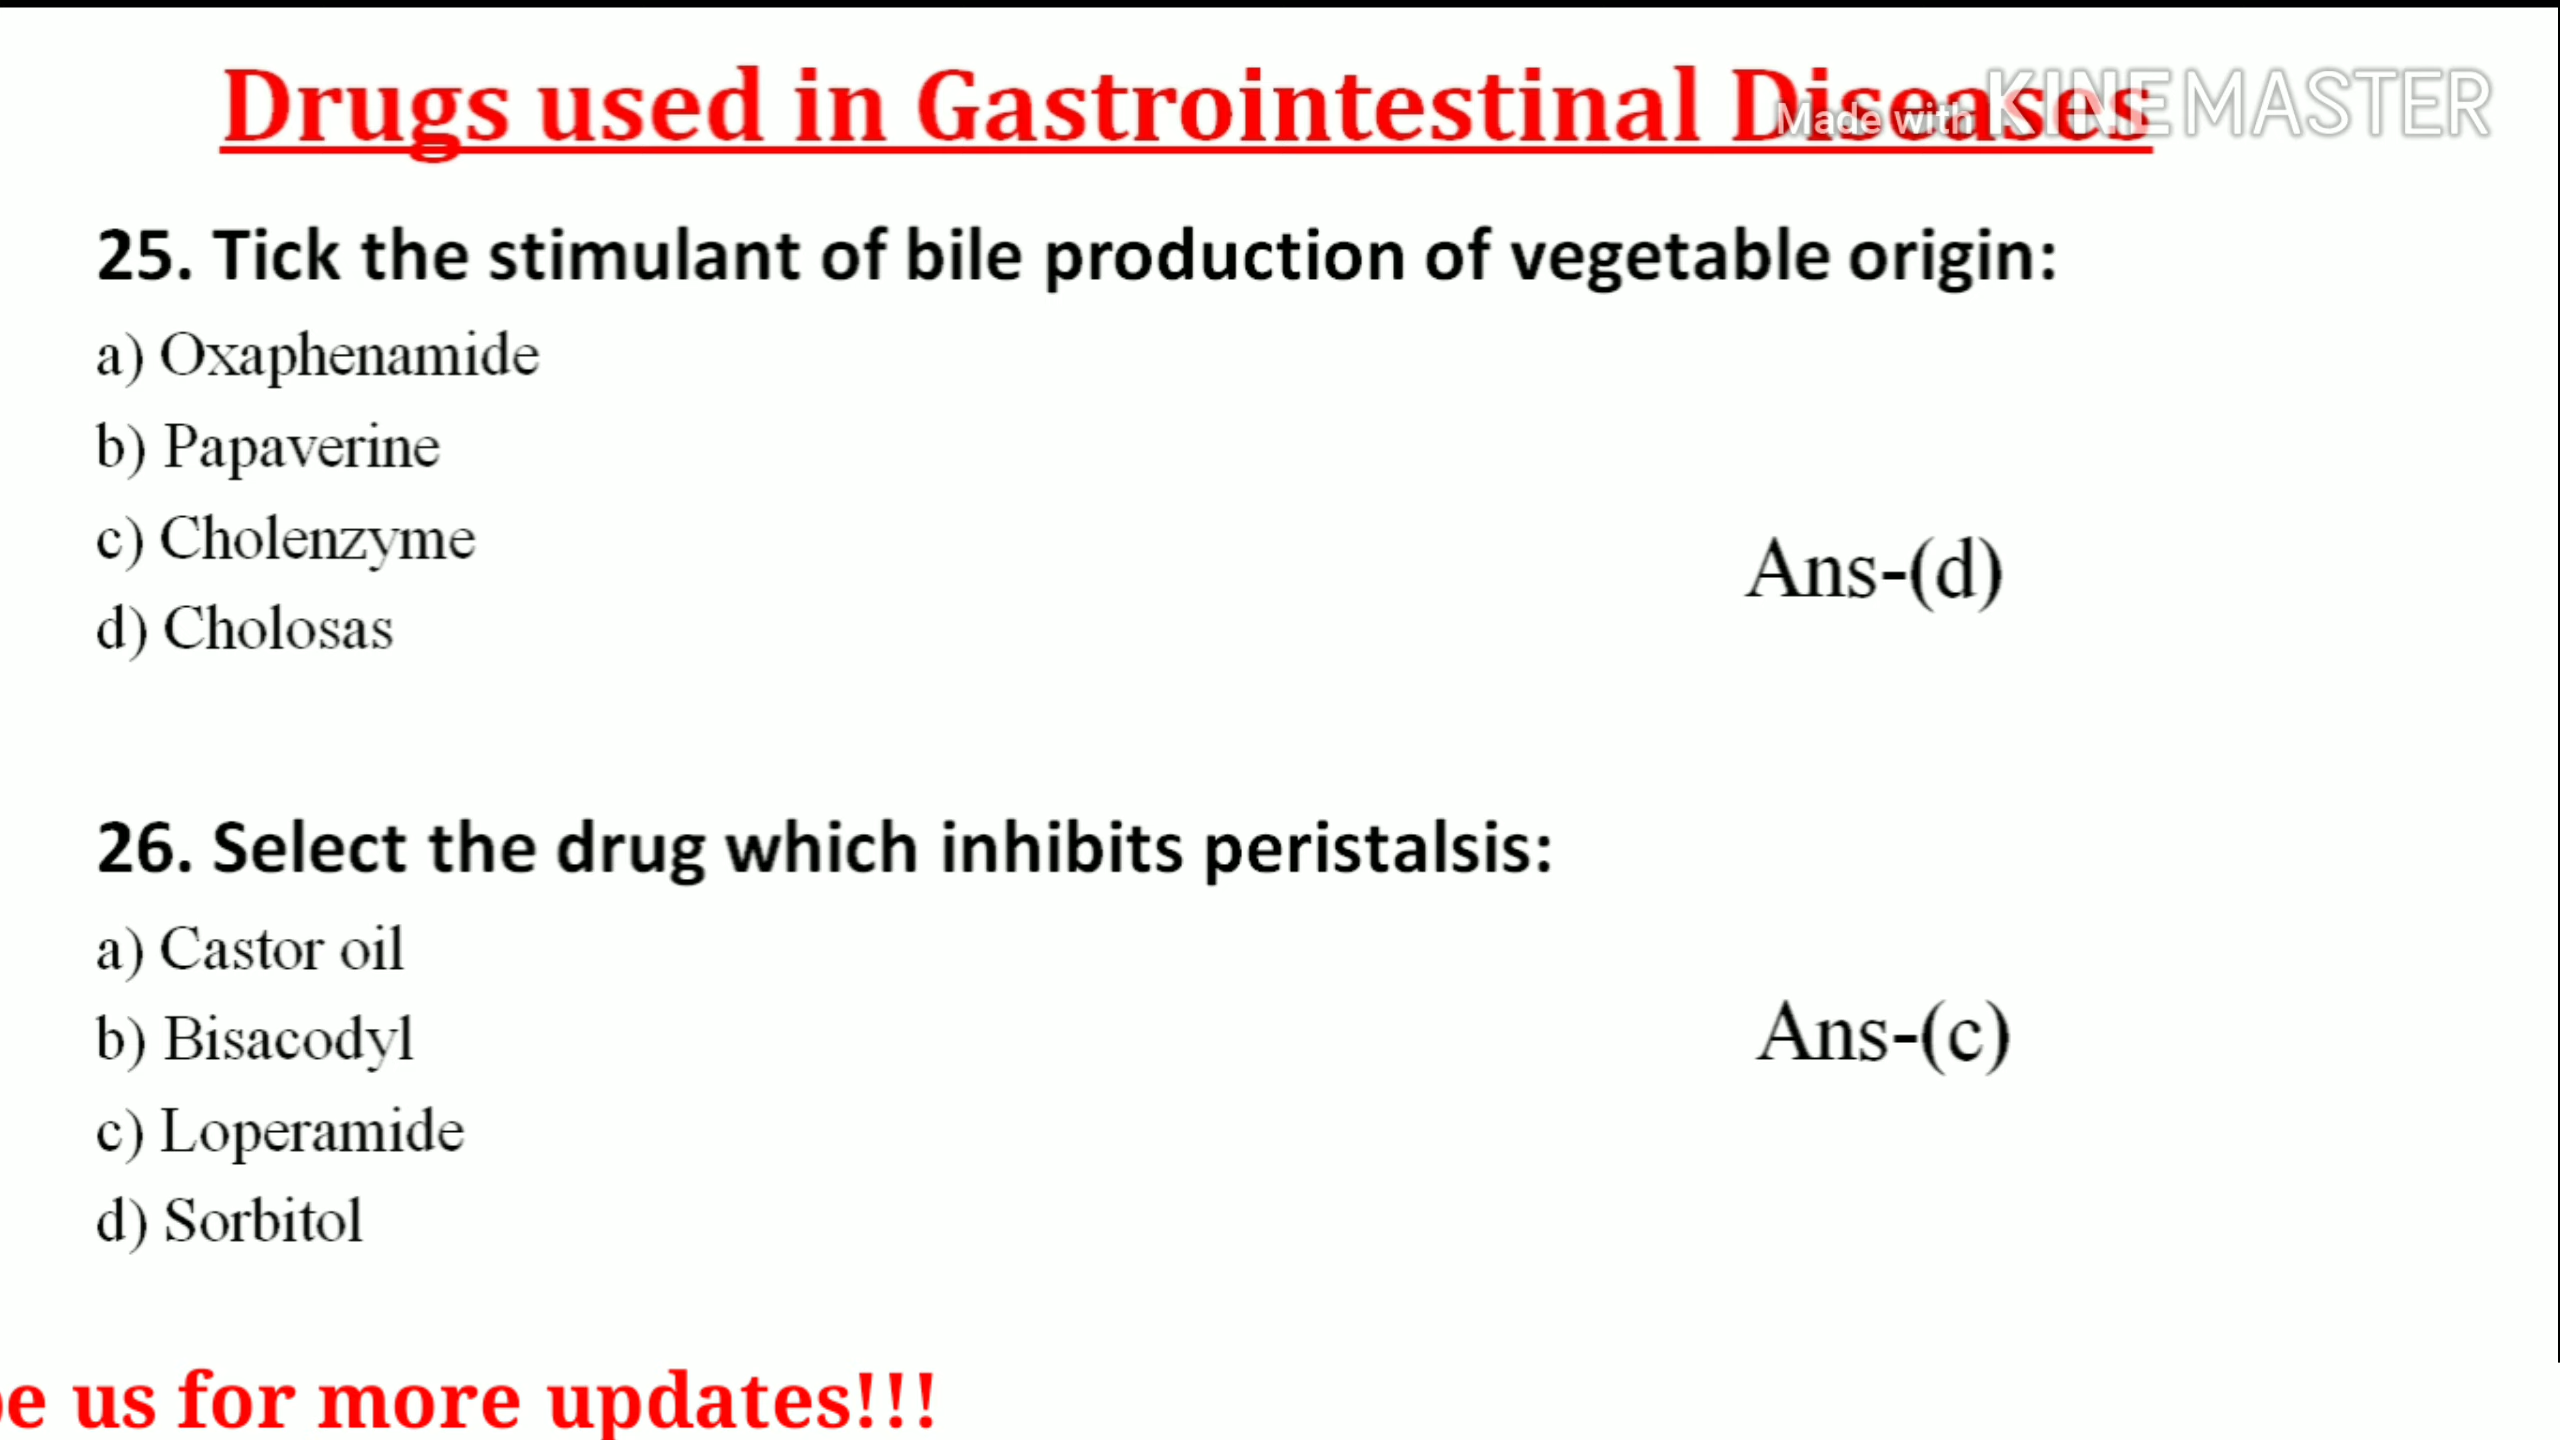 Drugs used in Gastrointestinal Diseases
Made with KINEMASTER
25. Tick the stimulant of bile production of vegetable origin:
a) Oxaphenamide
b) Papaverine
c) Cholenzyme
Ans-(d)
d) Cholosas
26. Select the drug which inhibits peristalsis:
a) Castor oil
b) Bisacodyl
Ans-(c)
c) Loperamide
d) Sorbitol
us for more updates!!!